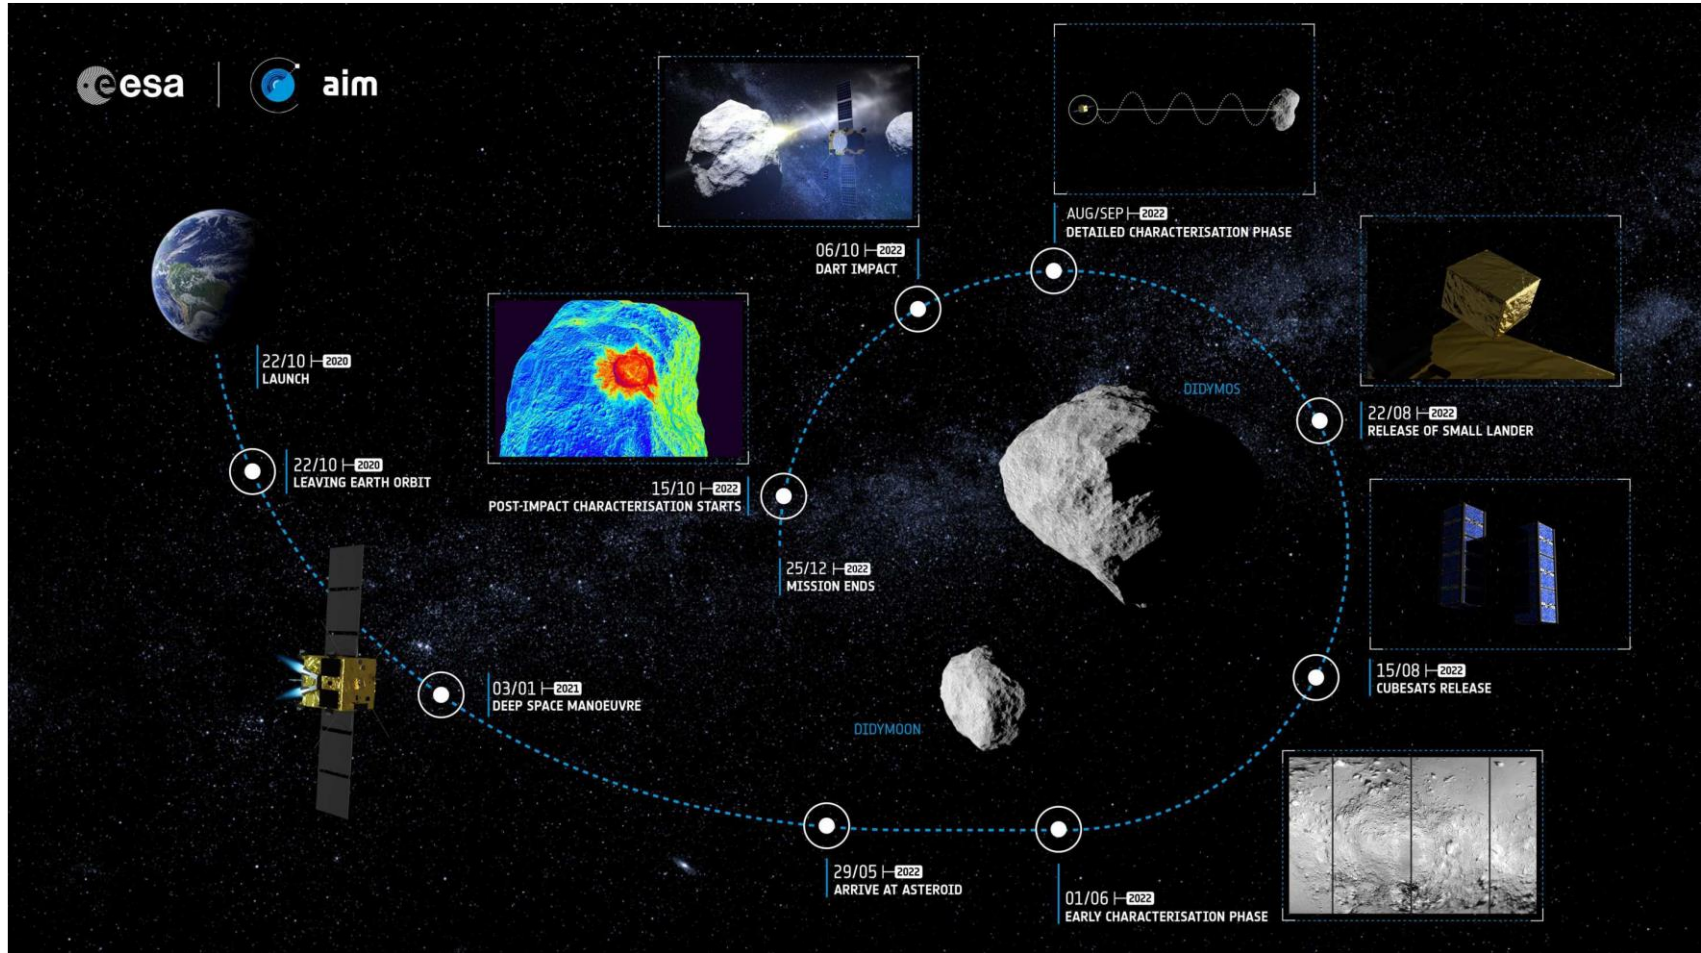 esa | aim
22/10 2020
LAUNCH
22/10 2020
LEAVING EARTH ORBIT
03/01 2021
DEEP SPACE MANOEUVRE
29/05 2022
ARRIVE AT ASTEROID
01/06 2022
EARLY CHARACTERISATION PHASE
15/08 2022
CUBESATS RELEASE
22/08 2022
RELEASE OF SMALL LANDER
AUG/SEP 2022
DETAILED CHARACTERISATION PHASE
06/10 2022
DART IMPACT
15/10 2022
POST-IMPACT CHARACTERISATION STARTS
25/12 2022
MISSION ENDS
DIDYMOS
DIDYMOON